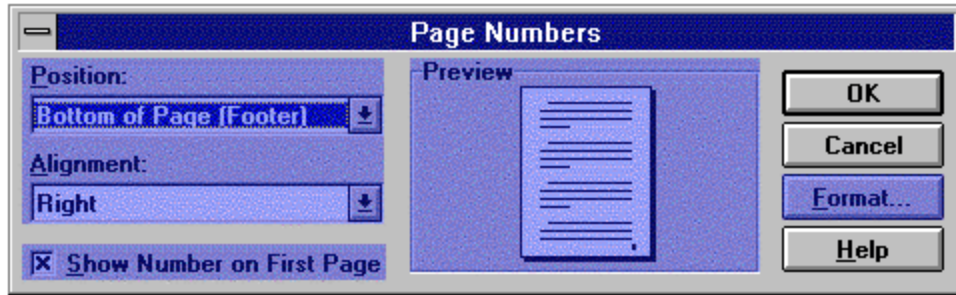 Page Numbers
Position:
Bottom of Page (Footer)
Alignment:
Right
Show Number on First Page
Preview
OK
Cancel
Format...
Help